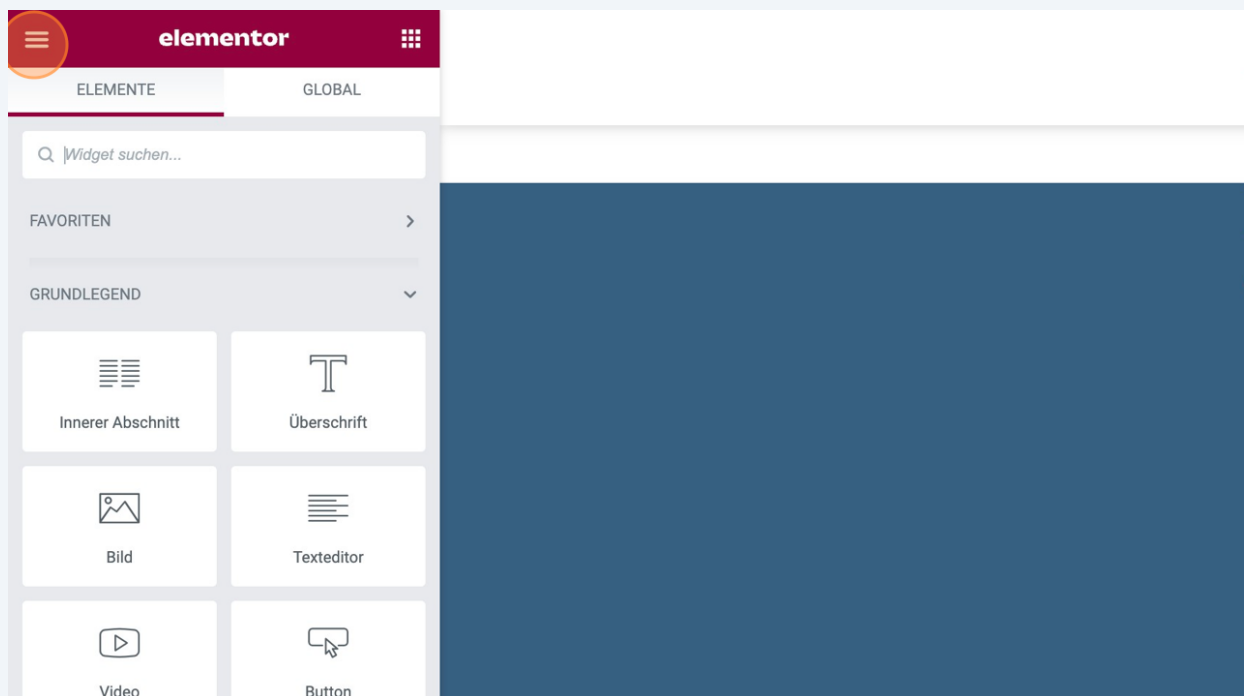 elementor
ELEMENTE GLOBAL
Widget suchen...
FAVORITEN
GRUNDLEGEND
Innerer Abschnitt Überschrift
Bild Texteditor
Video Button